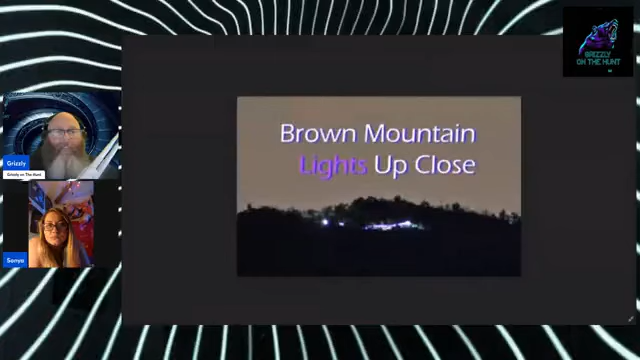 GRIZZLY
ON THE HUNT
Brown Mountain
Lights Up Close
Grizzly
Grizzly on The Hunt
Sonya